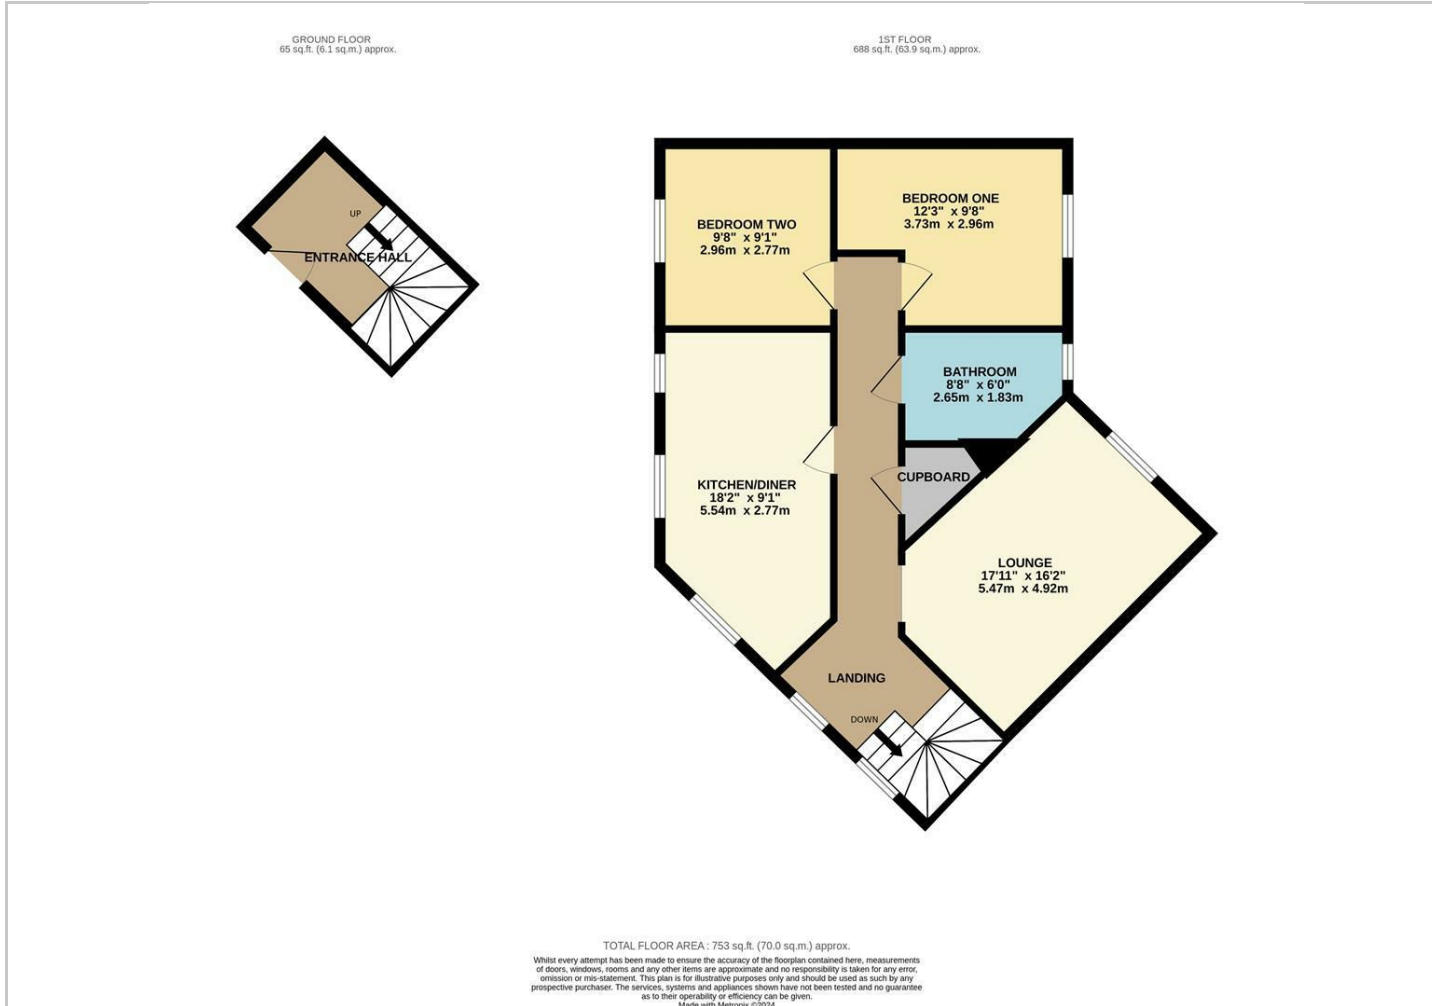 GROUND FLOOR
65 sq.ft. (6.1 sq.m.) approx.
1ST FLOOR
688 sq.ft. (63.9 sq.m.) approx.
UP
ENTRANCE HALL
BEDROOM TWO
9'8" x 9'1"
2.96m x 2.77m
BEDROOM ONE
12'3" x 9'8"
3.73m x 2.96m
BATHROOM
8'8" x 6'0"
2.65m x 1.83m
KITCHEN/DINER
18'2" x 9'1"
5.54m x 2.77m
CUPBOARD
LOUNGE
17'11" x 16'2"
5.47m x 4.92m
LANDING
DOWN
TOTAL FLOOR AREA : 753 sq.ft. (70.0 sq.m.) approx.
Whilst every attempt has been made to ensure the accuracy of the floorplan contained here, measurements
of doors, windows, rooms and any other items are approximate and no responsibility is taken for any error,
omission or mis-statement. This plan is for illustrative purposes only and should be used as such by any
prospective purchaser. The services, systems and appliances shown have not been tested and no guarantee
as to their operability or efficiency can be given.
Made with Metropix ©2024